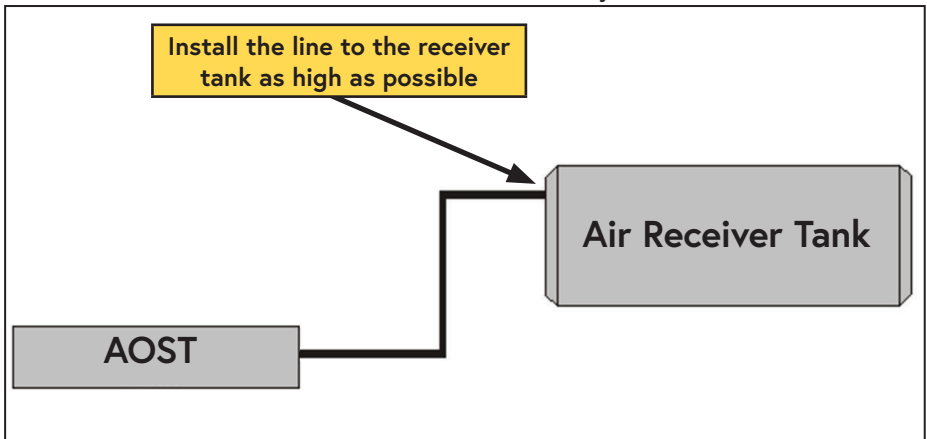 Install the line to the receiver
tank as high as possible
Air Receiver Tank
AOST